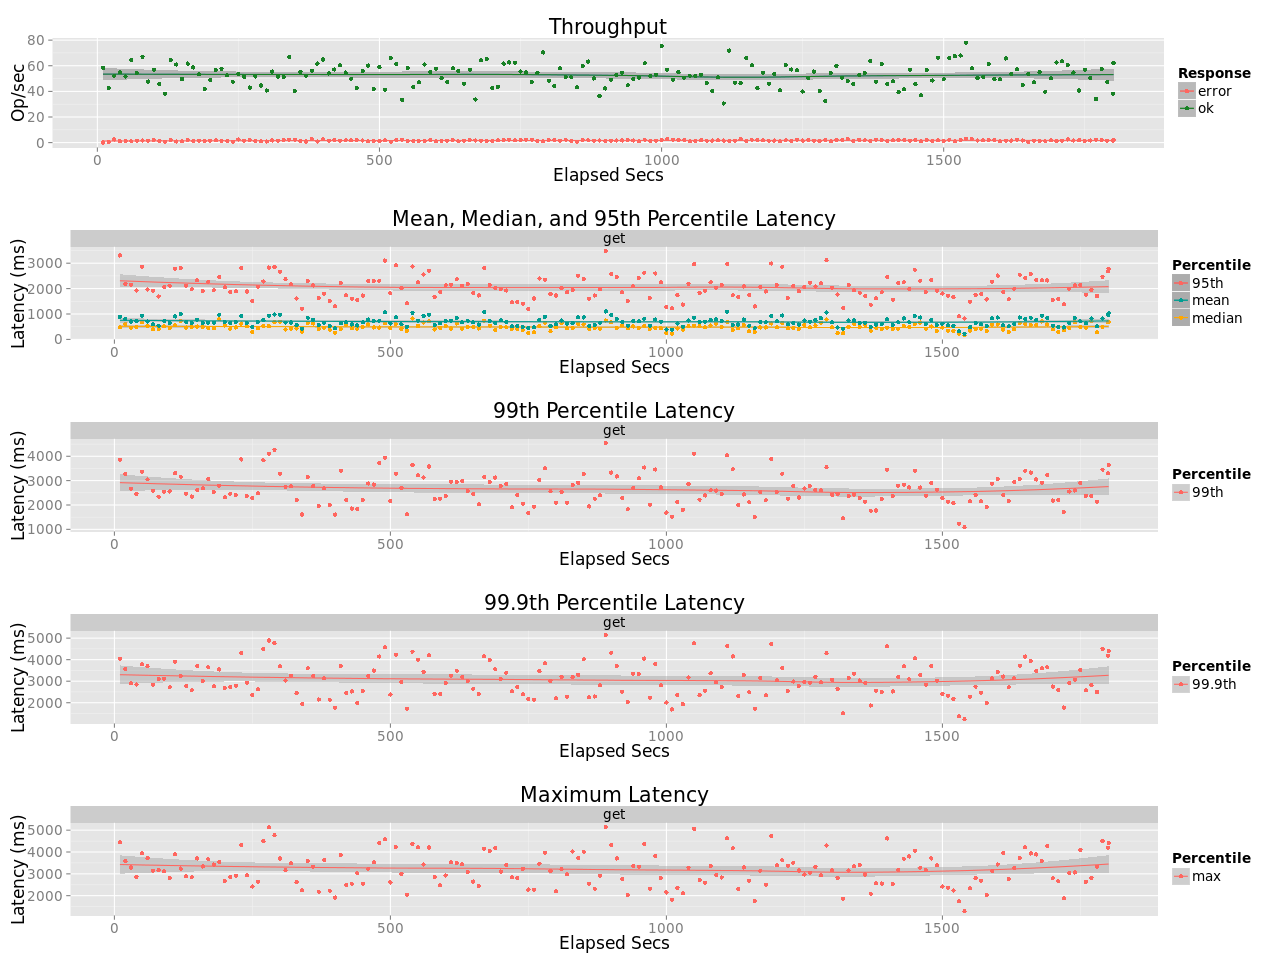 Throughput
80
60
40
20
0
Op/sec
0 500 1000 1500
Elapsed Secs
Response
error
ok
Mean, Median, and 95th Percentile Latency
get
3000
2000
1000
0
Latency (ms)
0 500 1000 1500
Elapsed Secs
Percentile
95th
mean
median
99th Percentile Latency
get
4000
3000
2000
1000
Latency (ms)
0 500 1000 1500
Elapsed Secs
Percentile
99th
99.9th Percentile Latency
get
5000
4000
3000
2000
Latency (ms)
0 500 1000 1500
Elapsed Secs
Percentile
99.9th
Maximum Latency
get
5000
4000
3000
2000
Latency (ms)
0 500 1000 1500
Elapsed Secs
Percentile
max